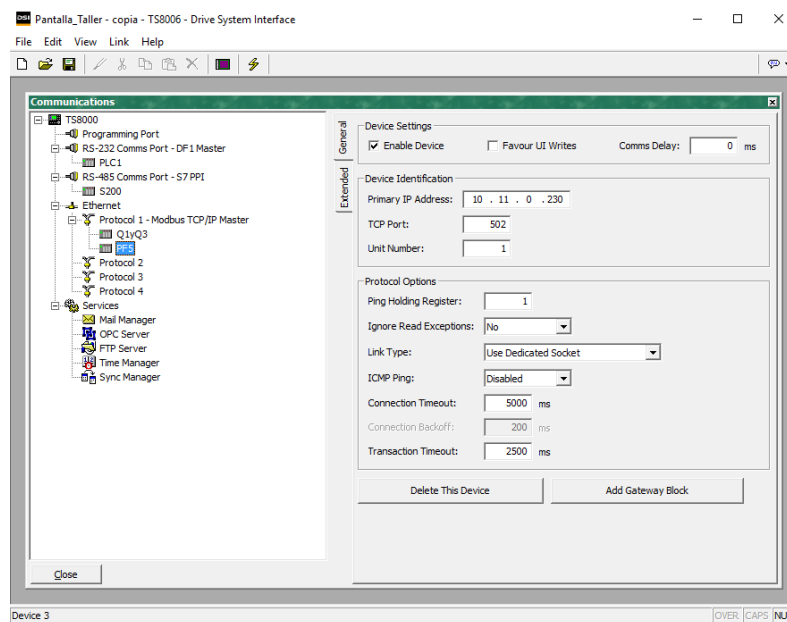 DSI Pantalla_Taller - copia - TS8006 - Drive System Interface
File Edit View Link Help
Communications
TS8000
Programming Port
RS-232 Comms Port - DF1 Master
PLC1
RS-485 Comms Port - S7 PPI
S200
Ethernet
Protocol 1 - Modbus TCP/IP Master
Q1yQ3
PF5
Protocol 2
Protocol 3
Protocol 4
Services
Mail Manager
OPC Server
FTP Server
Time Manager
Sync Manager
Close
General
Extended
Device Settings
Enable Device Favour UI Writes Comms Delay: 0 ms
Device Identification
Primary IP Address: 10 . 11 . 0 . 230
TCP Port: 502
Unit Number: 1
Protocol Options
Ping Holding Register: 1
Ignore Read Exceptions: No
Link Type: Use Dedicated Socket
ICMP Ping: Disabled
Connection Timeout: 5000 ms
Connection Backoff: 200 ms
Transaction Timeout: 2500 ms
Delete This Device Add Gateway Block
Device 3 OVER CAPS NU